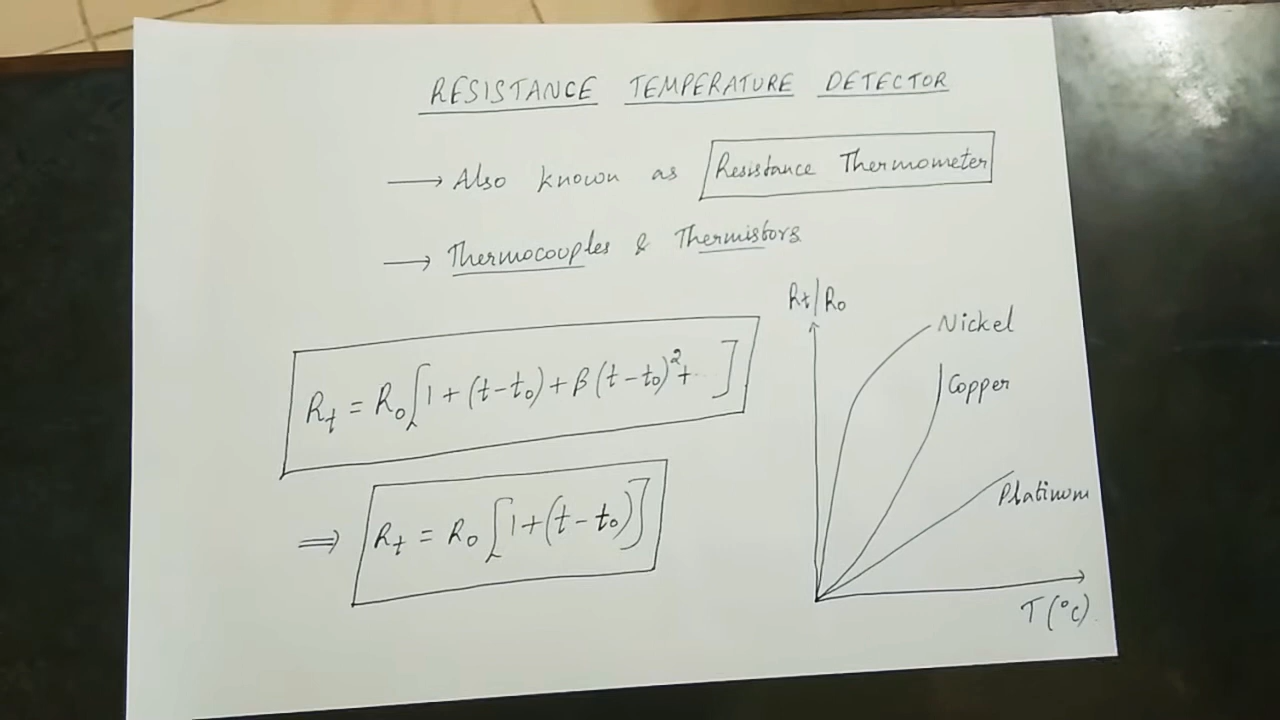 RESISTANCE TEMPERATURE DETECTOR
→ Also known as Resistance Thermometer
→ Thermocouples & Thermistors
Rt = Ro[1 + (t-to) + β(t-to)²+..]
⇒ Rt = Ro[1+(t-to)]
Rt/Ro
Nickel
Copper
Platinum
T(°c)